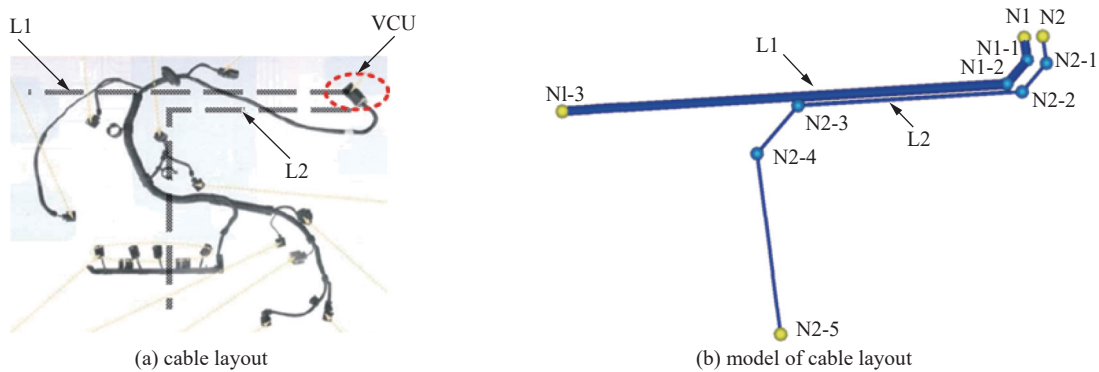 L1
VCU
L2
(a) cable layout
N1 N2
L1
N1-1
N2-1
N1-2
N1-3
N2-2
N2-3
L2
N2-4
N2-5
(b) model of cable layout